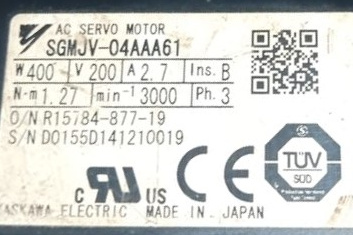 AC SERVO MOTOR
SGMJV-04AAA61
W 400 V 200 A 2.7 Ins. B
N-m 1.27 min-1 3000 Ph. 3
O/N R15784-877-19
S/N D0155D141210019
TÜV
SÜD
C US CE
YASKAWA ELECTRIC MADE IN JAPAN